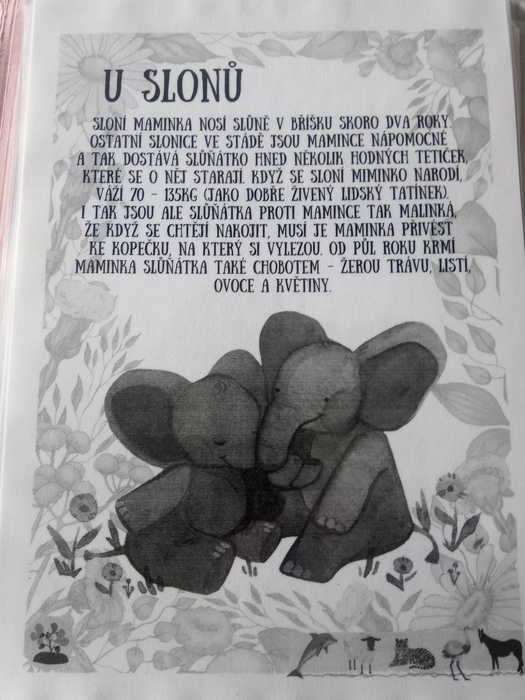 U SLONŮ
SLONÍ MAMINKA NOSÍ SLŮNĚ V BŘÍŠKU SKORO DVA ROKY.
OSTATNÍ SLONICE VE STÁDĚ JSOU MAMINCE NÁPOMOCNÉ
A TAK DOSTÁVÁ SLŮŇÁTKO HNED NĚKOLIK HODNÝCH TETIČEK,
KTERÉ SE O NĚJ STARAJÍ. KDYŽ SE SLONÍ MIMINKO NARODÍ,
VÁŽÍ 70 - 135KG (JAKO DOBŘE ŽIVENÝ LIDSKÝ TATÍNEK).
I TAK JSOU ALE SLŮŇÁTKA PROTI MAMINCE TAK MALINKÁ,
ŽE KDYŽ SE CHTĚJÍ NAKOJIT, MUSÍ JE MAMINKA PŘIVÉST
KE KOPEČKU, NA KTERÝ SI VYLEZOU. OD PŮL ROKU KRMÍ
MAMINKA SLŮŇÁTKA TAKÉ CHOBOTEM - ŽEROU TRÁVU, LISTÍ,
OVOCE A KVĚTINY.